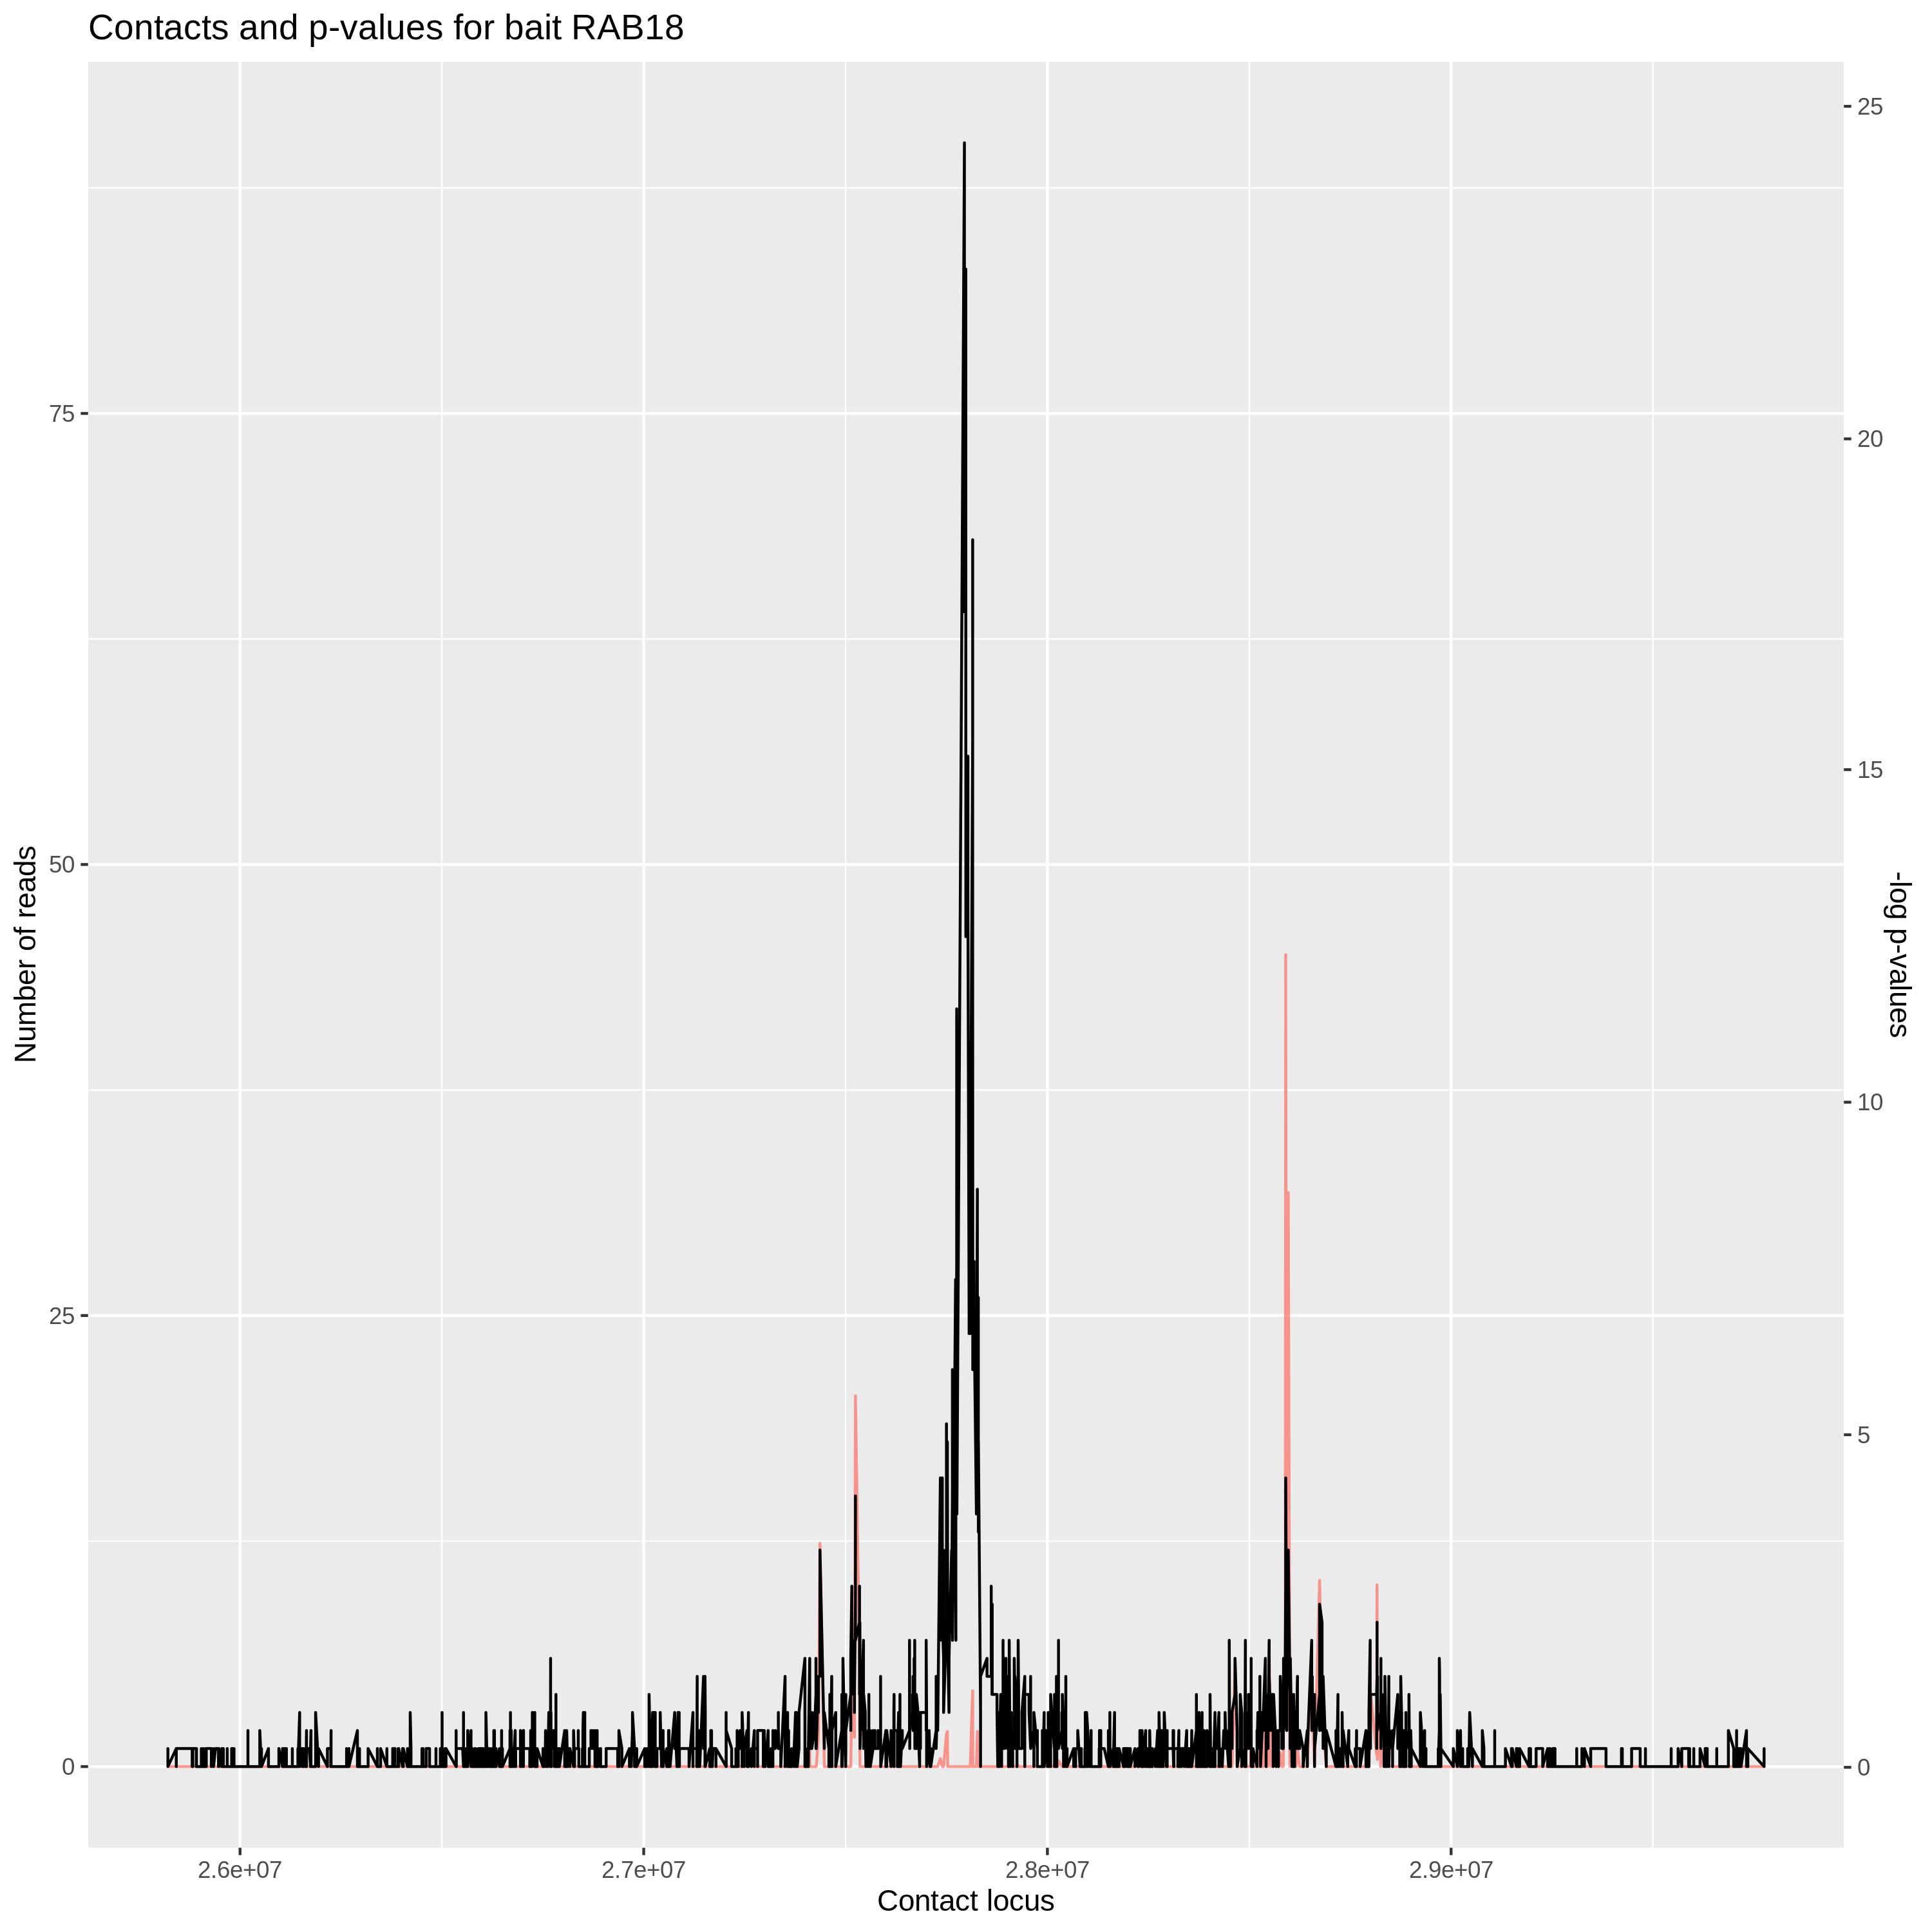 Contacts and p-values for bait RAB18
25
75
20
15
50
Number of reads
-log p-values
10
25
5
0
0
2.6e+07 2.7e+07 2.8e+07 2.9e+07
Contact locus